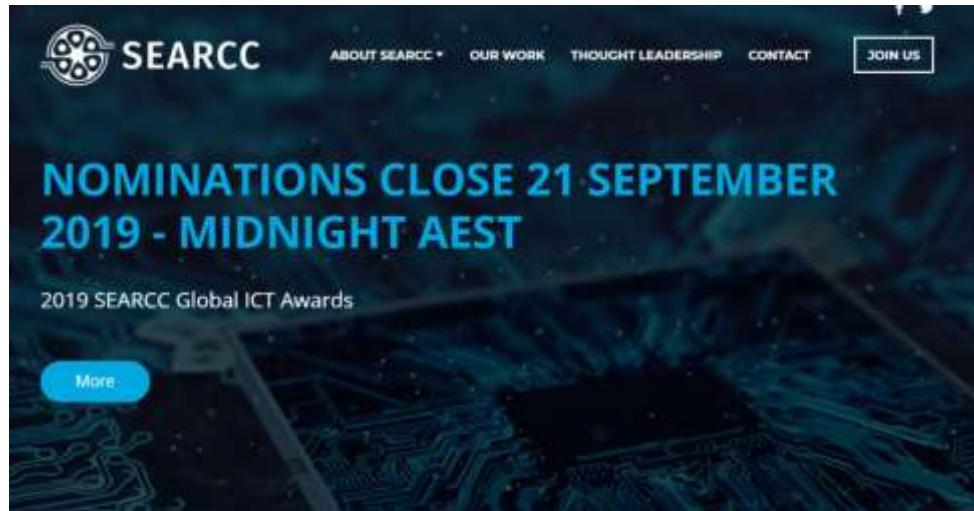 SEARCC
ABOUT SEARCC OUR WORK THOUGHT LEADERSHIP CONTACT JOIN US
NOMINATIONS CLOSE 21 SEPTEMBER
2019 - MIDNIGHT AEST
2019 SEARCC Global ICT Awards
More